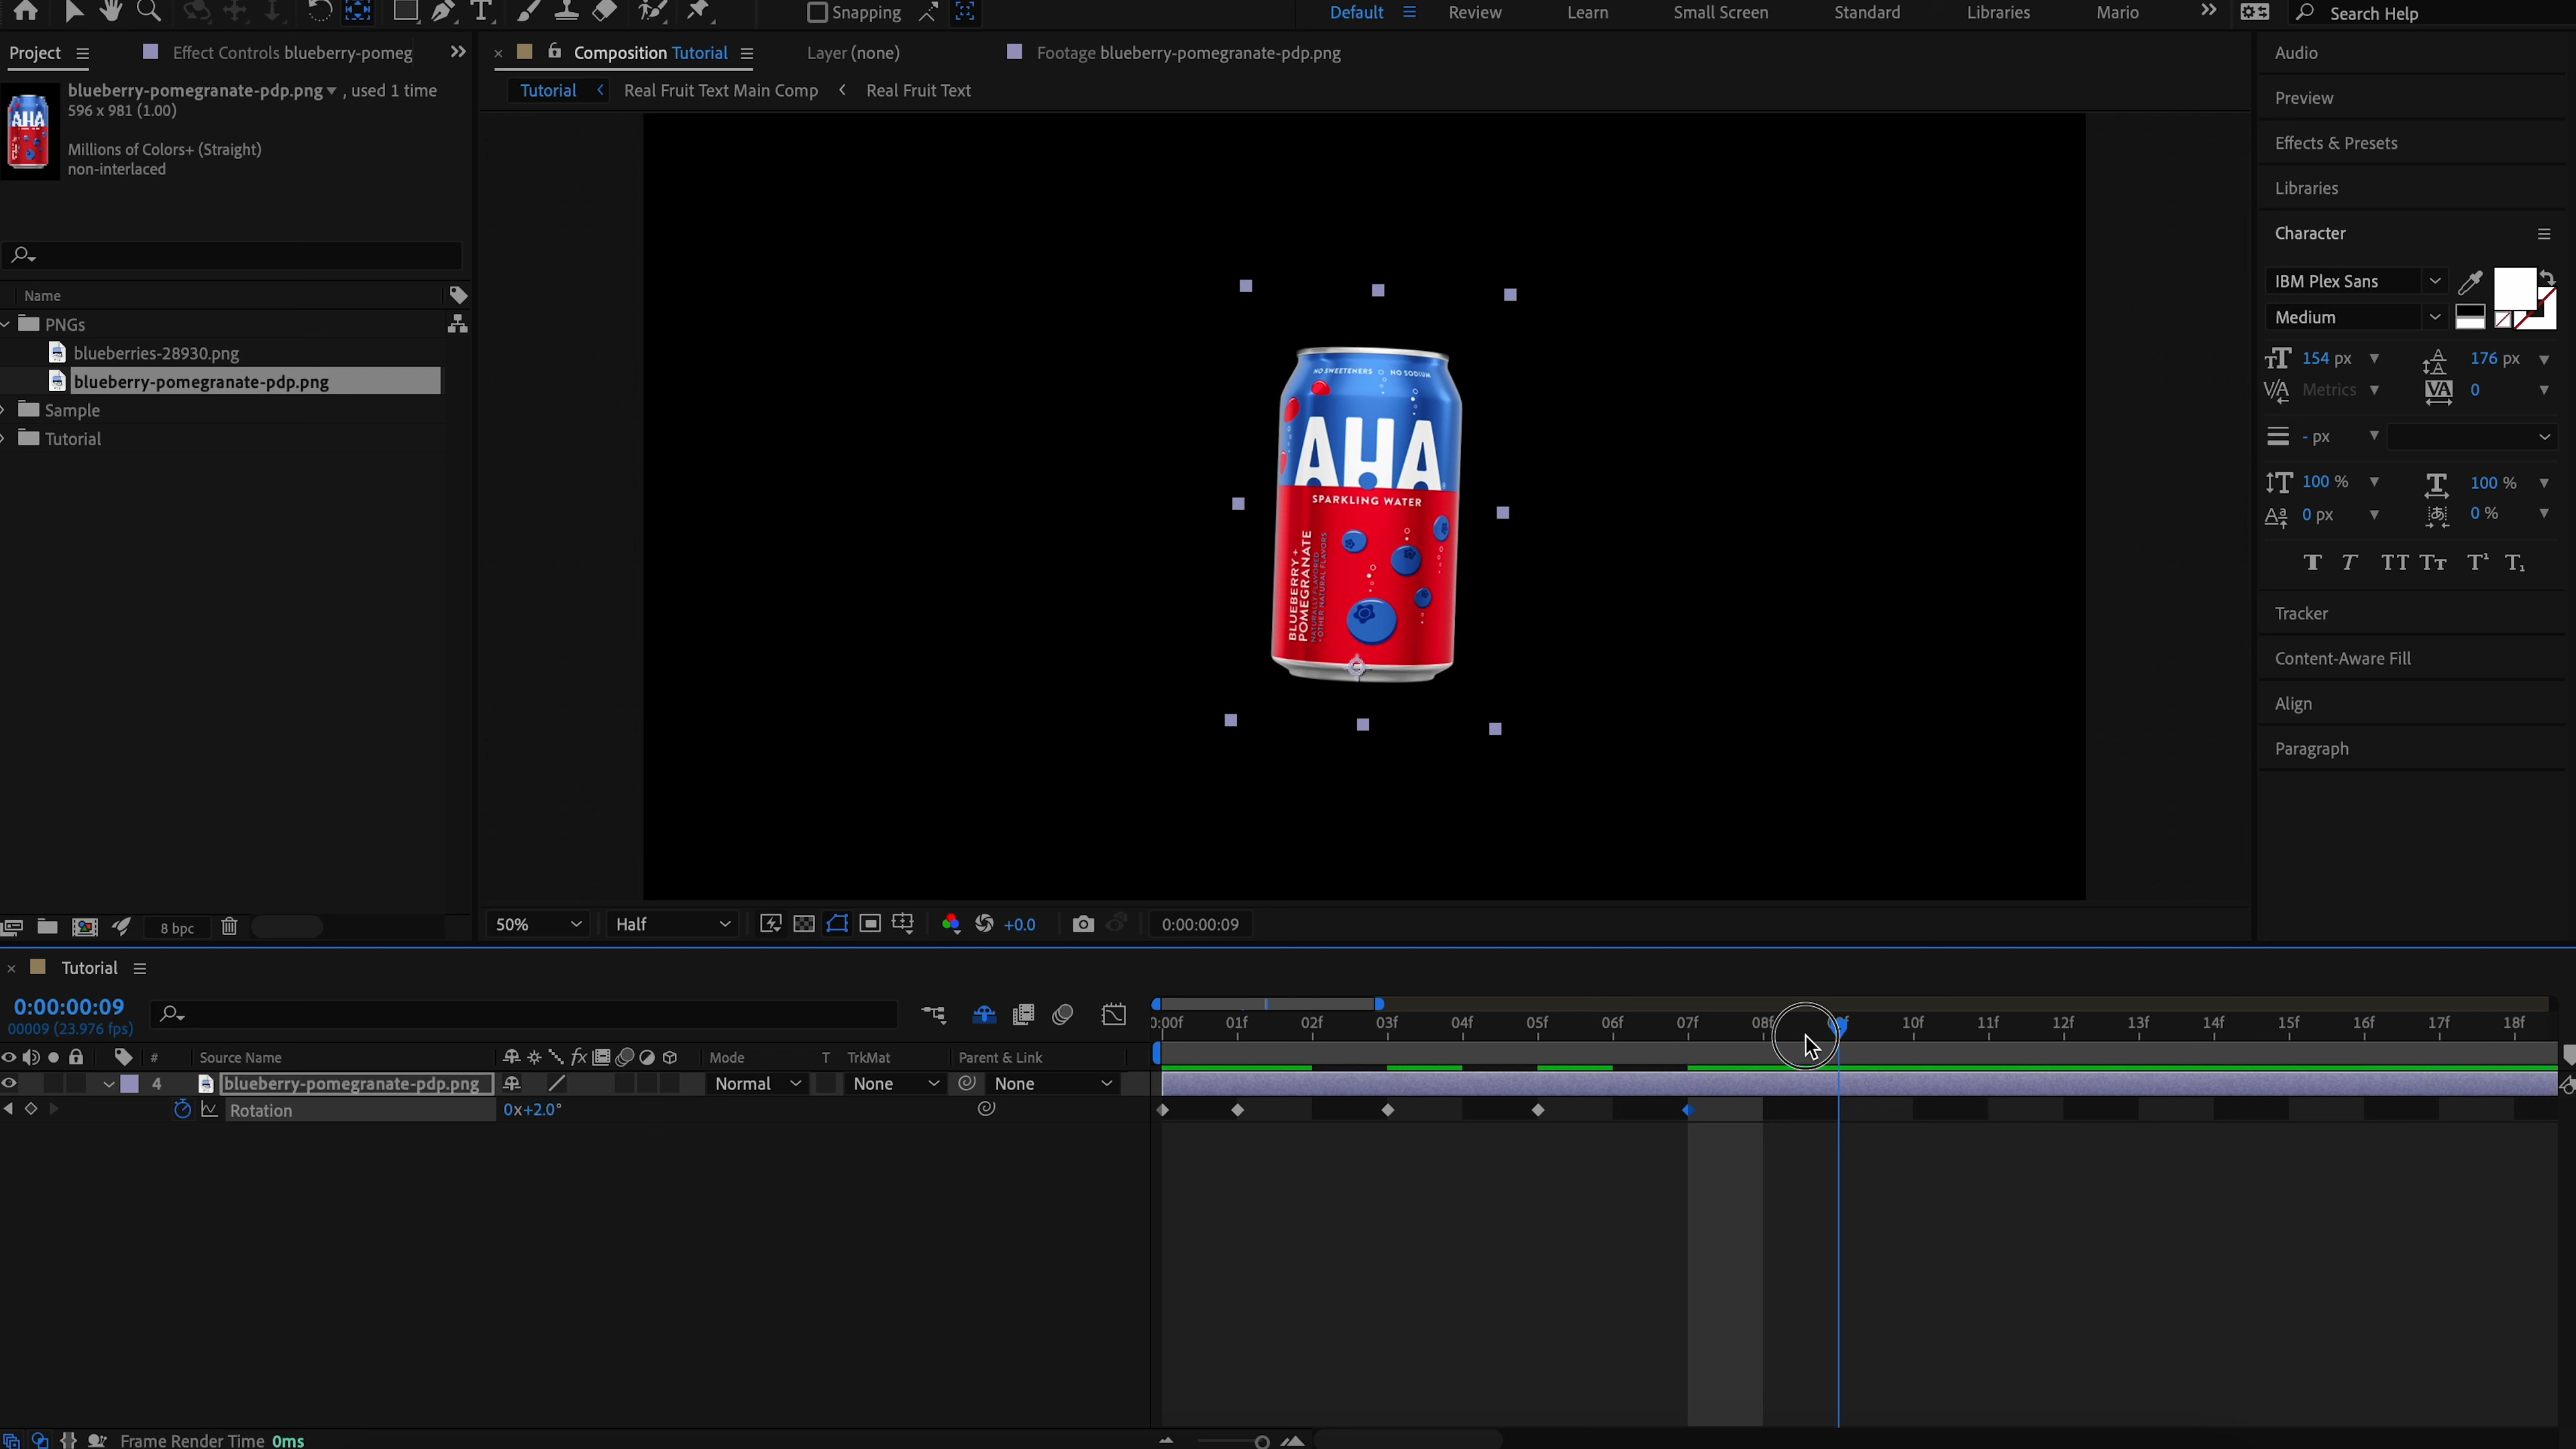 Snapping
Default
Review
Learn
Small Screen
Standard
Libraries
Mario
Search Help
Project
Effect Controls blueberry-pomeg
Composition Tutorial
Layer (none)
Footage blueberry-pomegranate-pdp.png
Audio
blueberry-pomegranate-pdp.png , used 1 time
596 x 981 (1.00)
Millions of Colors+ (Straight)
non-interlaced
Tutorial
Real Fruit Text Main Comp
Real Fruit Text
Preview
Effects & Presets
Libraries
Character
IBM Plex Sans
Medium
154 px
176 px
Metrics
0
- px
100 %
100 %
0 px
0 %
Tracker
Content-Aware Fill
Align
Paragraph
Name
PNGs
blueberries-28930.png
blueberry-pomegranate-pdp.png
Sample
Tutorial
NO SWEETENERS NO SODIUM
AHA
SPARKLING WATER
BLUEBERRY +
POMEGRANATE
NATURALLY FLAVORED
+ OTHER NATURAL FLAVORS
8 bpc
50%
Half
+0.0
0:00:00:09
Tutorial
0:00:00:09
00009 (23.976 fps)
0:00f 01f 02f 03f 04f 05f 06f 07f 08f 10f 11f 12f 13f 14f 15f 16f 17f 18f
# Source Name Mode T TrkMat Parent & Link
4 blueberry-pomegranate-pdp.png Normal None None
Rotation 0x+2.0°
Frame Render Time 0ms